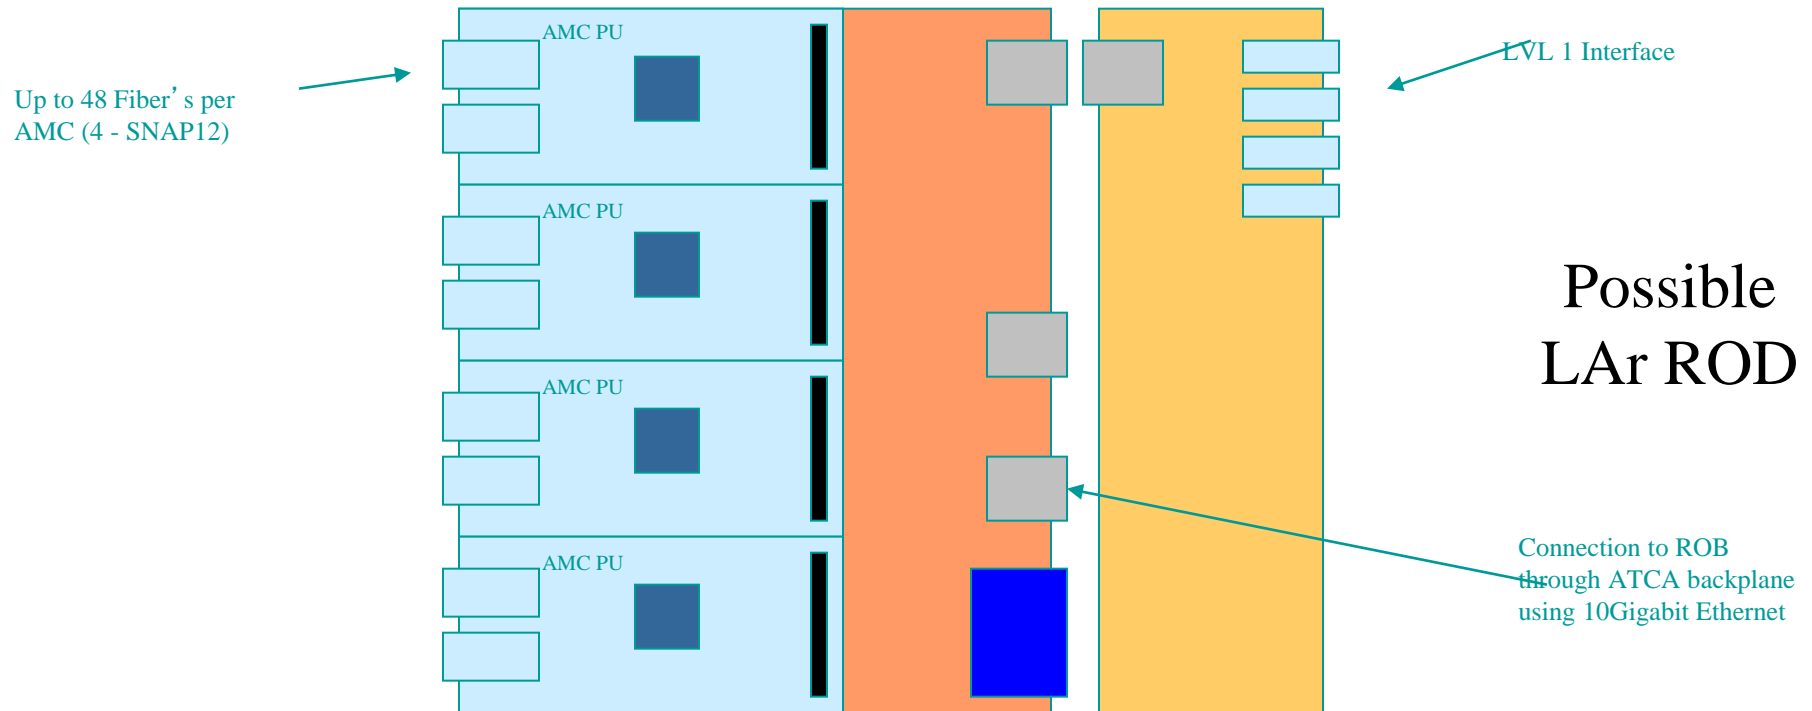 AMC PU
LVL 1 Interface
Up to 48 Fiber’s per
AMC (4 - SNAP12)
AMC PU
Possible
LAr ROD
AMC PU
Connection to ROB
through ATCA backplane
using 10Gigabit Ethernet
AMC PU